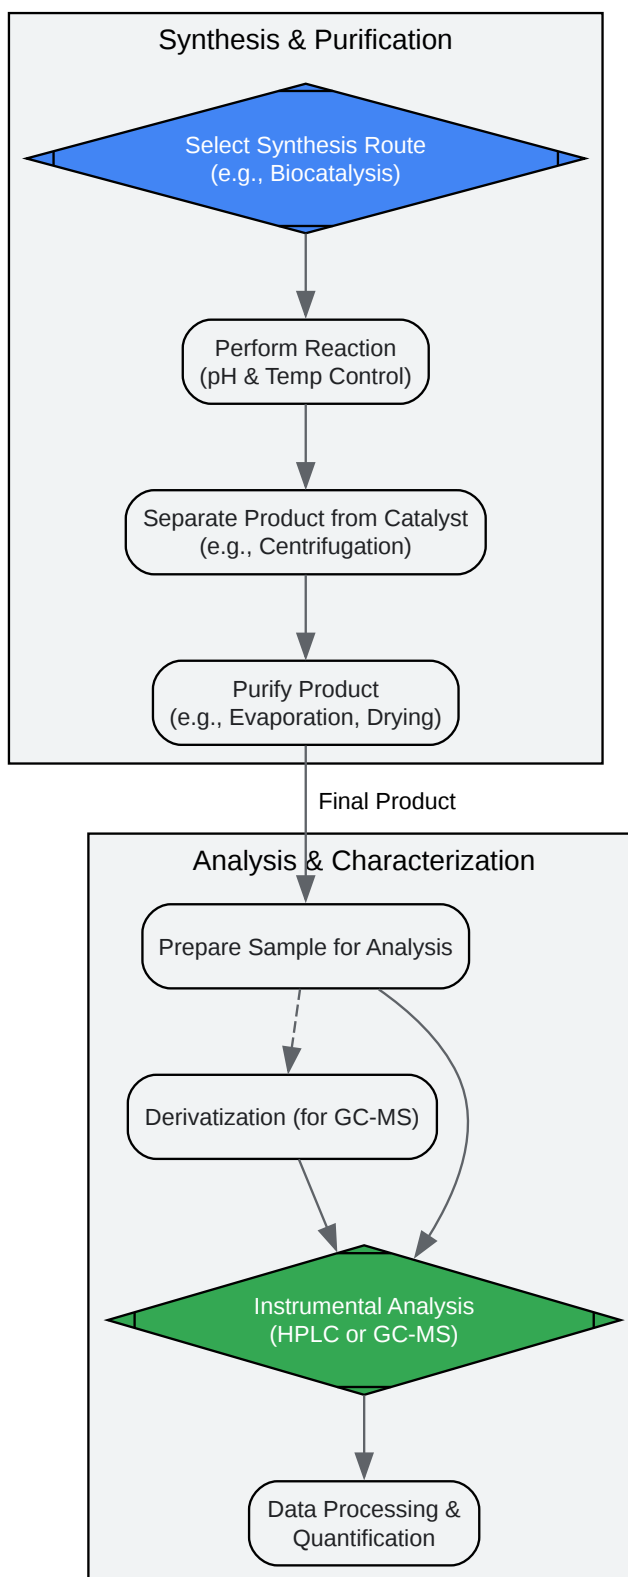 Synthesis & Purification
Select Synthesis Route
(e.g., Biocatalysis)
Perform Reaction
(pH & Temp Control)
Separate Product from Catalyst
(e.g., Centrifugation)
Purify Product
(e.g., Evaporation, Drying)
Final Product
Analysis & Characterization
Prepare Sample for Analysis
Derivatization (for GC-MS)
Instrumental Analysis
(HPLC or GC-MS)
Data Processing &
Quantification